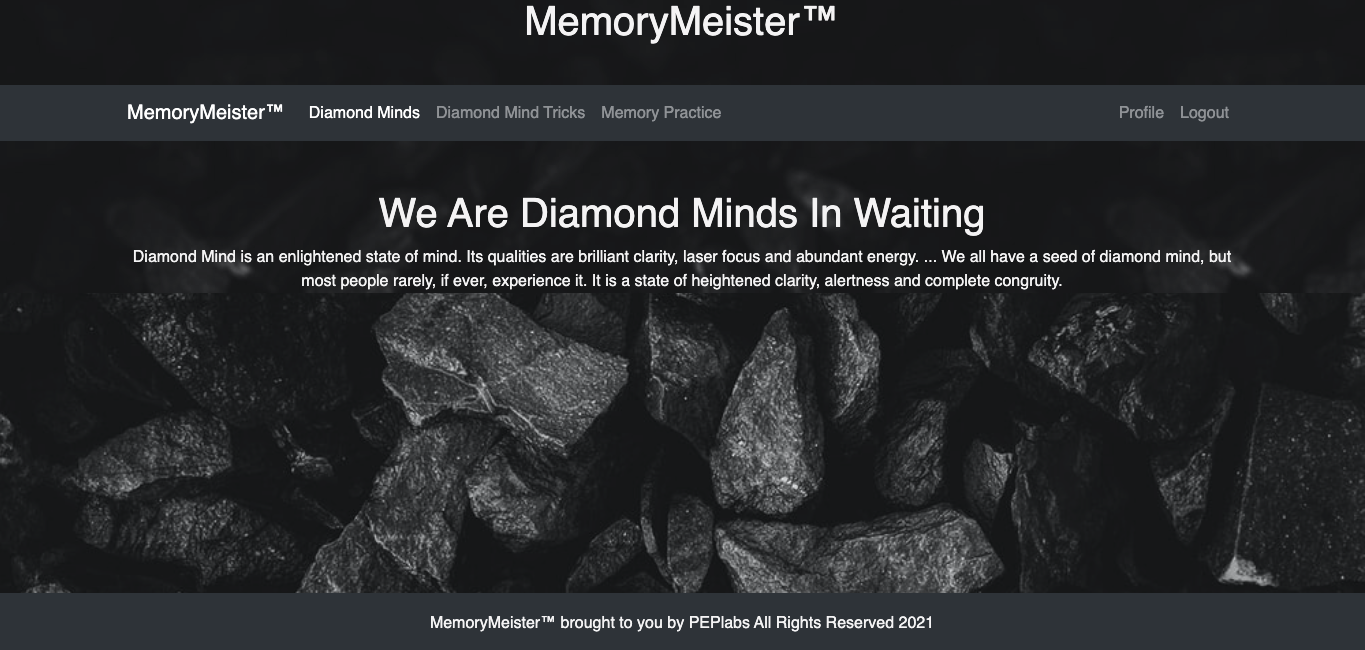 MemoryMeister™
MemoryMeister™ Diamond Minds Diamond Mind Tricks Memory Practice Profile Logout
We Are Diamond Minds In Waiting
Diamond Mind is an enlightened state of mind. Its qualities are brilliant clarity, laser focus and abundant energy. ... We all have a seed of diamond mind, but
most people rarely, if ever, experience it. It is a state of heightened clarity, alertness and complete congruity.
MemoryMeister™ brought to you by PEPlabs All Rights Reserved 2021